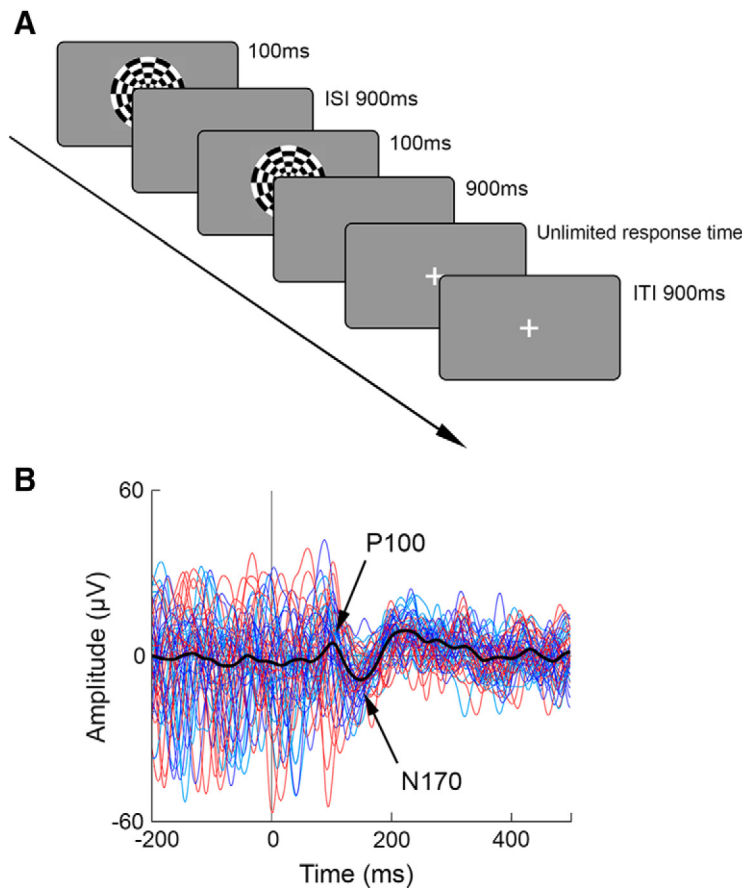 A
100ms
ISI 900ms
100ms
900ms
Unlimited response time
ITI 900ms
B
60
P100
Amplitude (µV)
0
N170
-60
-200 0 200 400
Time (ms)